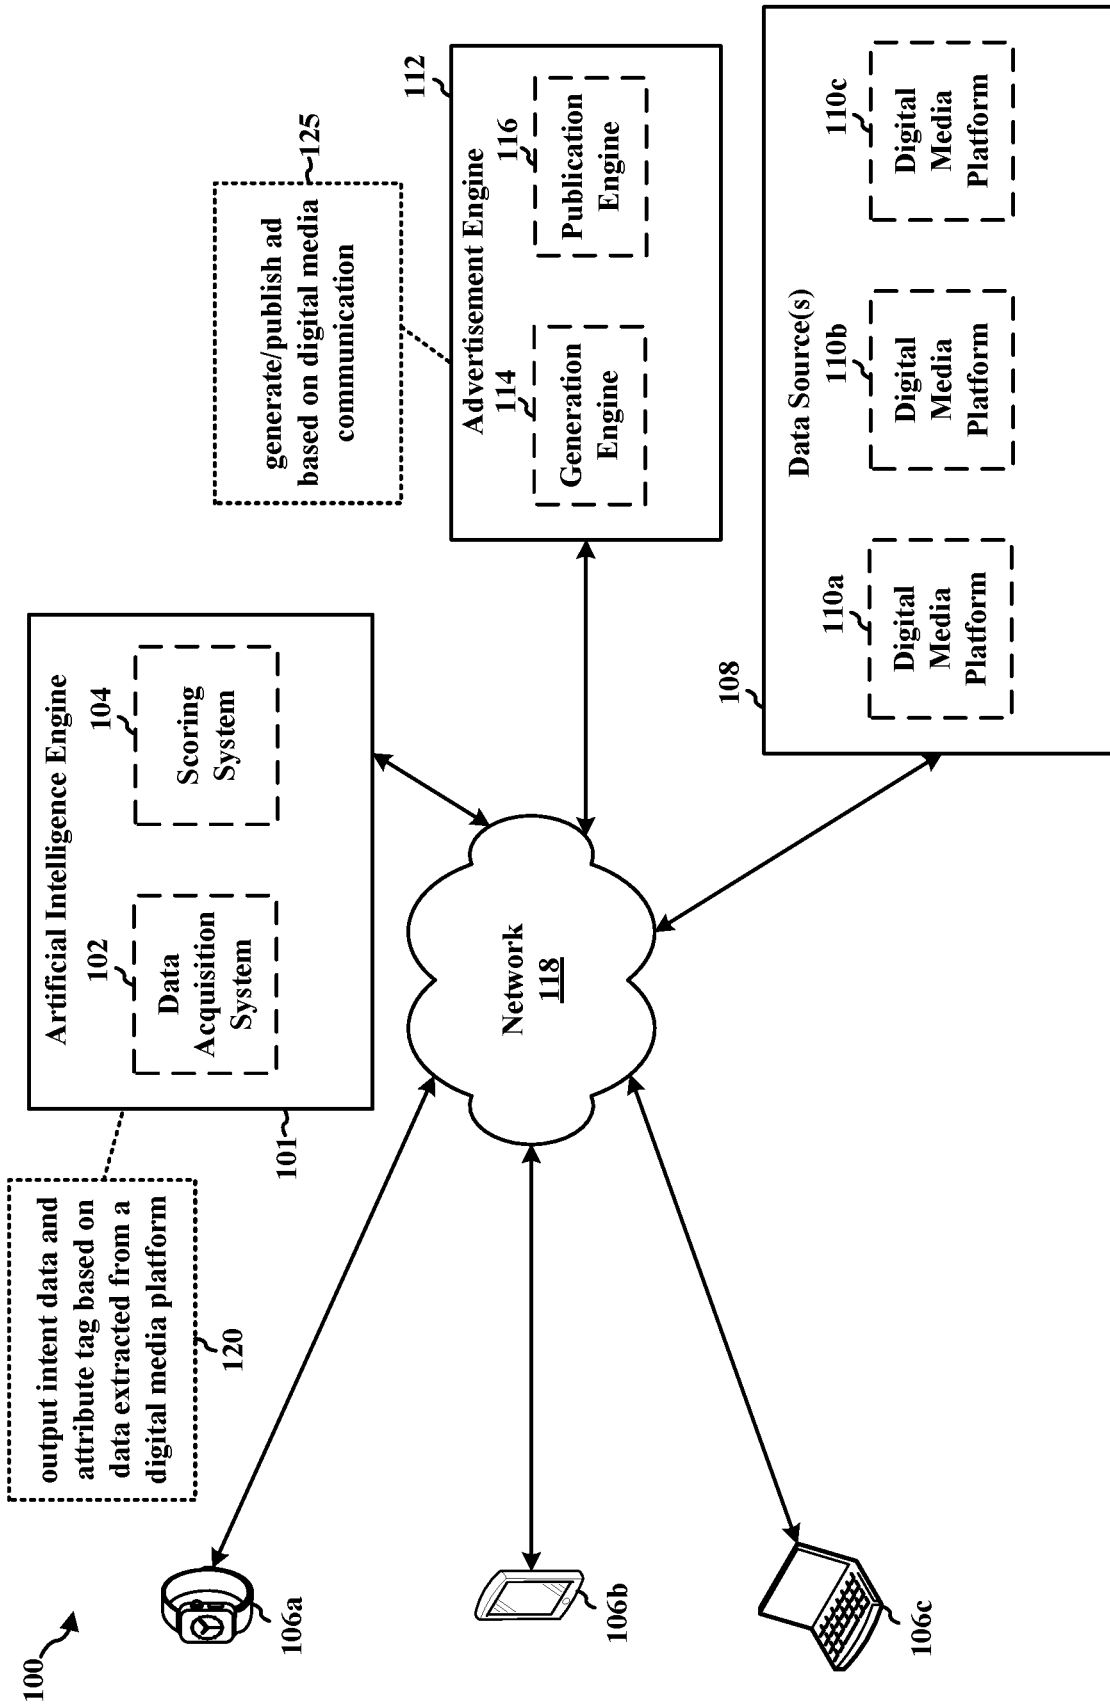 100
output intent data and
attribute tag based on
data extracted from a
digital media platform
120
Artificial Intelligence Engine
101
102
Data
Acquisition
System
104
Scoring
System
generate/publish ad
based on digital media
communication
125
Advertisement Engine
112
114
Generation
Engine
116
Publication
Engine
106a
106b
106c
Network
118
108
Data Source(s)
110a
Digital
Media
Platform
110b
Digital
Media
Platform
110c
Digital
Media
Platform